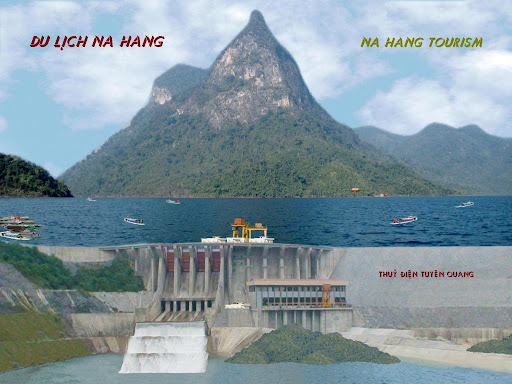 DU LỊCH NA HANG
NA HANG TOURISM
THUỶ ĐIỆN TUYÊN QUANG